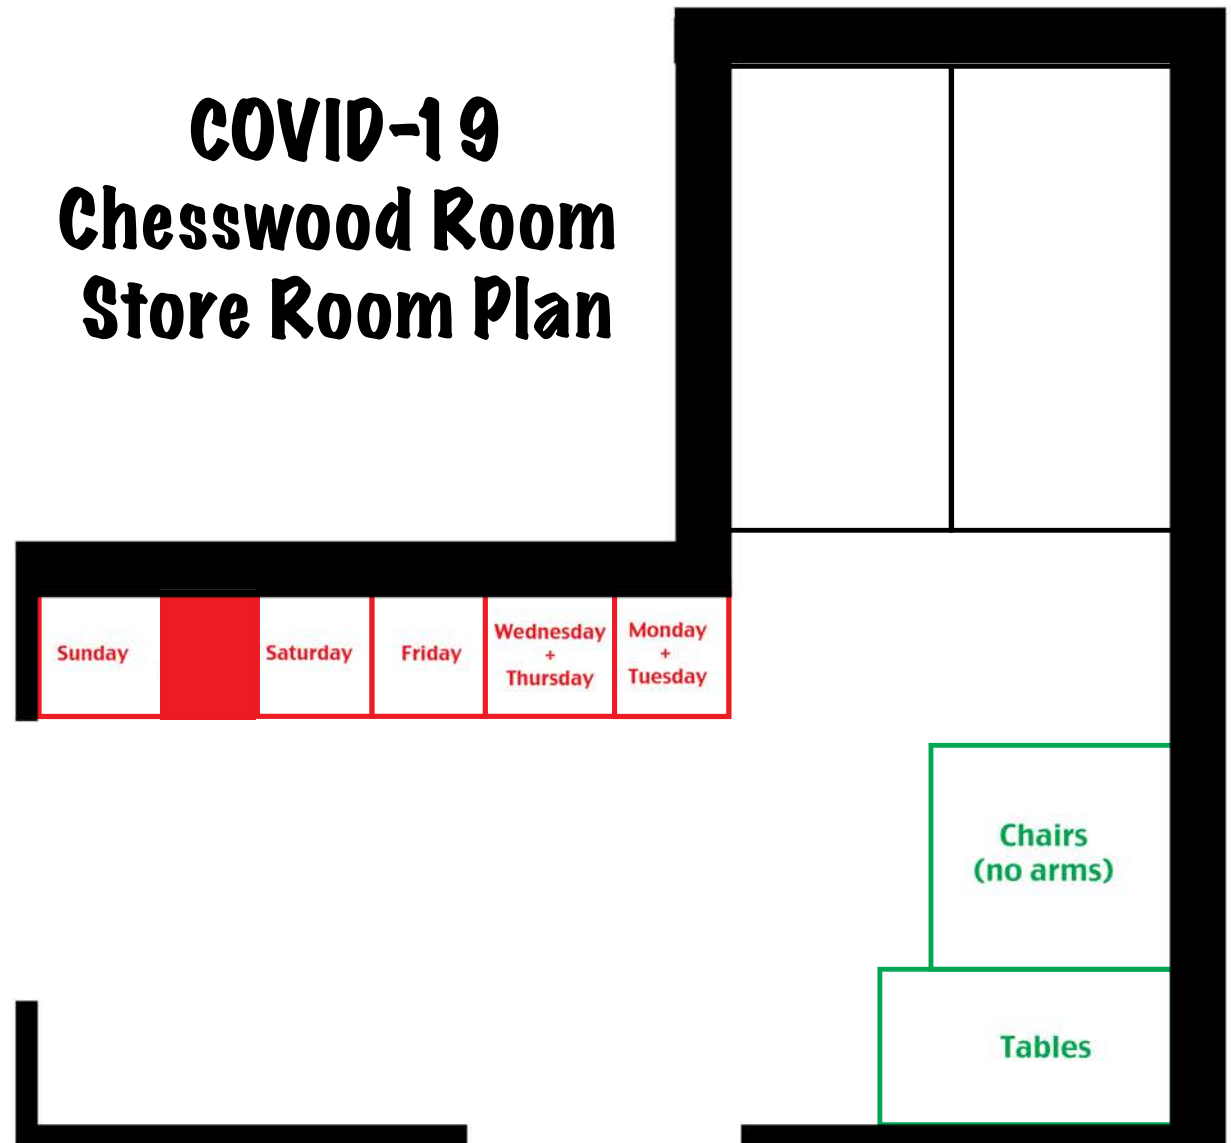 COVID-19
Chesswood Room
Store Room Plan
Sunday
Saturday
Friday
Wednesday
+
Thursday
Monday
+
Tuesday
Chairs
(no arms)
Tables